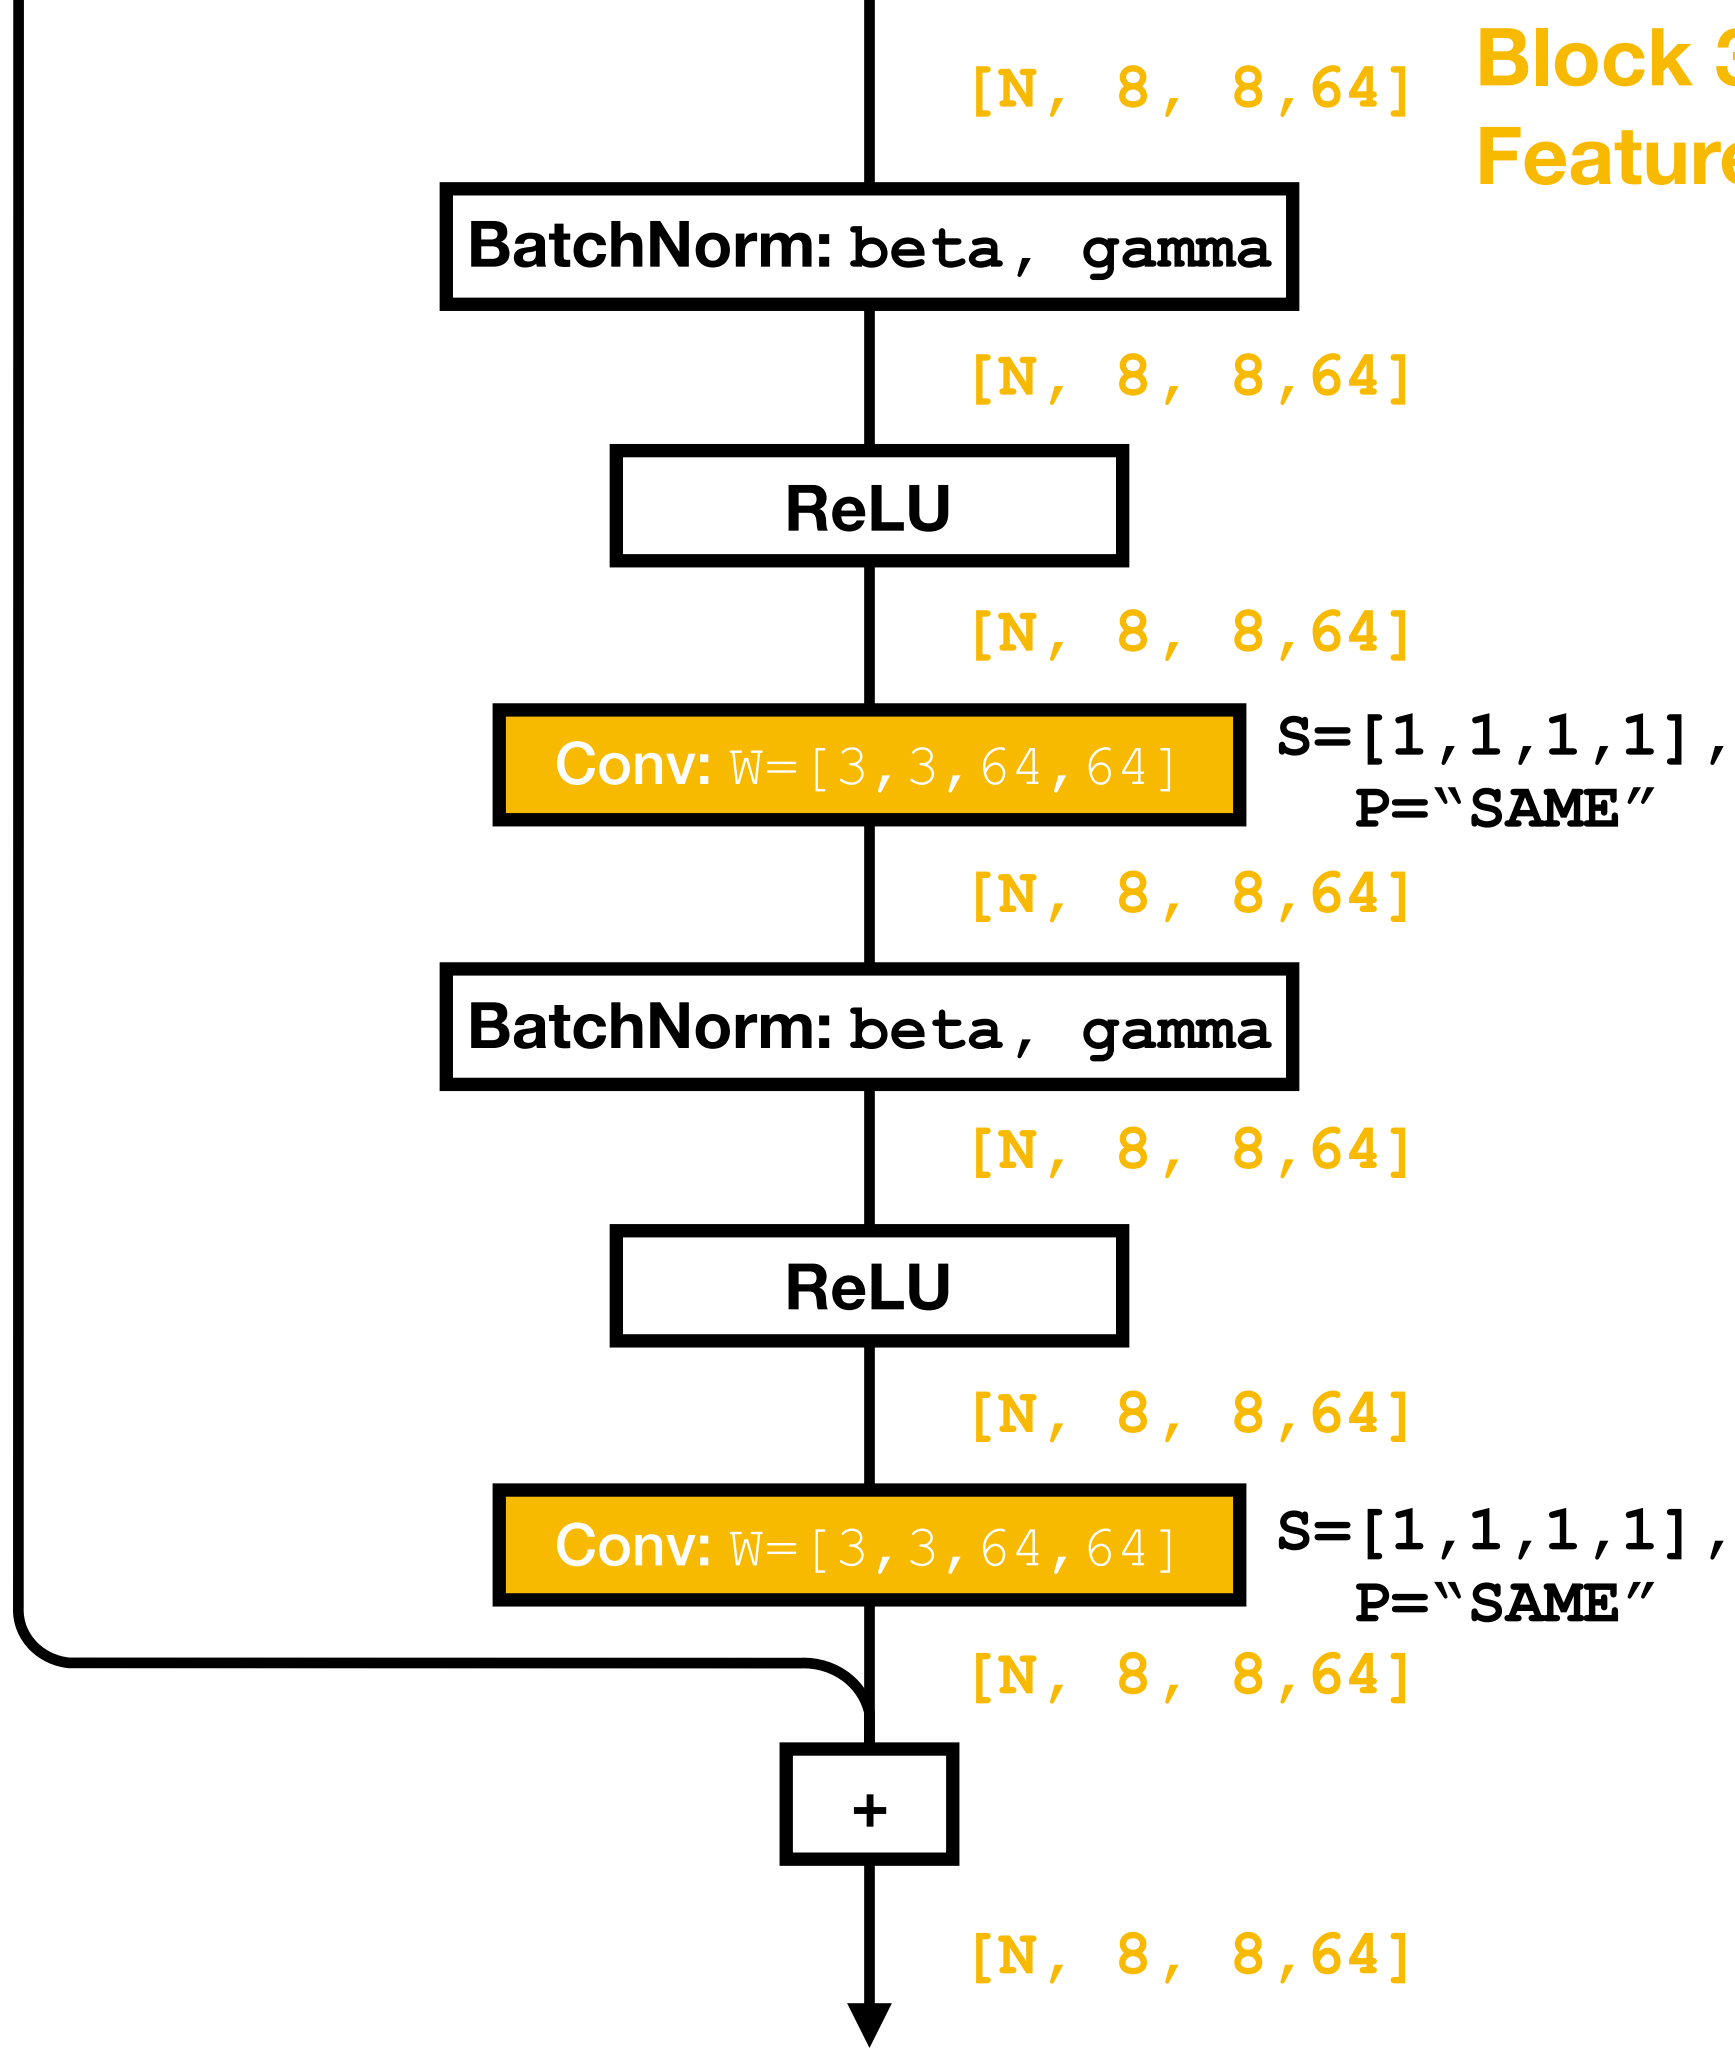 [N, 8, 8,64]
Block 3
Feature
BatchNorm: beta, gamma
[N, 8, 8,64]
ReLU
[N, 8, 8,64]
Conv: W=[3,3,64,64]
S=[1,1,1,1],
P=“SAME”
[N, 8, 8,64]
BatchNorm: beta, gamma
[N, 8, 8,64]
ReLU
[N, 8, 8,64]
Conv: W=[3,3,64,64]
S=[1,1,1,1],
P=“SAME”
[N, 8, 8,64]
+
[N, 8, 8,64]